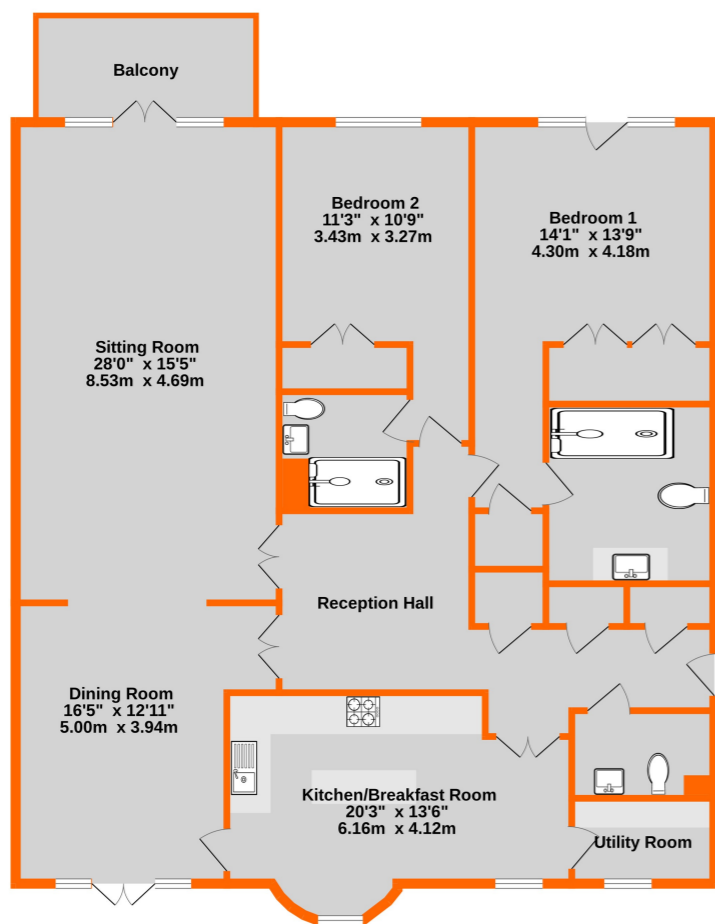 Balcony
Bedroom 2
11'3" x 10'9"
3.43m x 3.27m
Bedroom 1
14'1" x 13'9"
4.30m x 4.18m
Sitting Room
28'0" x 15'5"
8.53m x 4.69m
Reception Hall
Dining Room
16'5" x 12'11"
5.00m x 3.94m
Kitchen/Breakfast Room
20'3" x 13'6"
6.16m x 4.12m
Utility Room